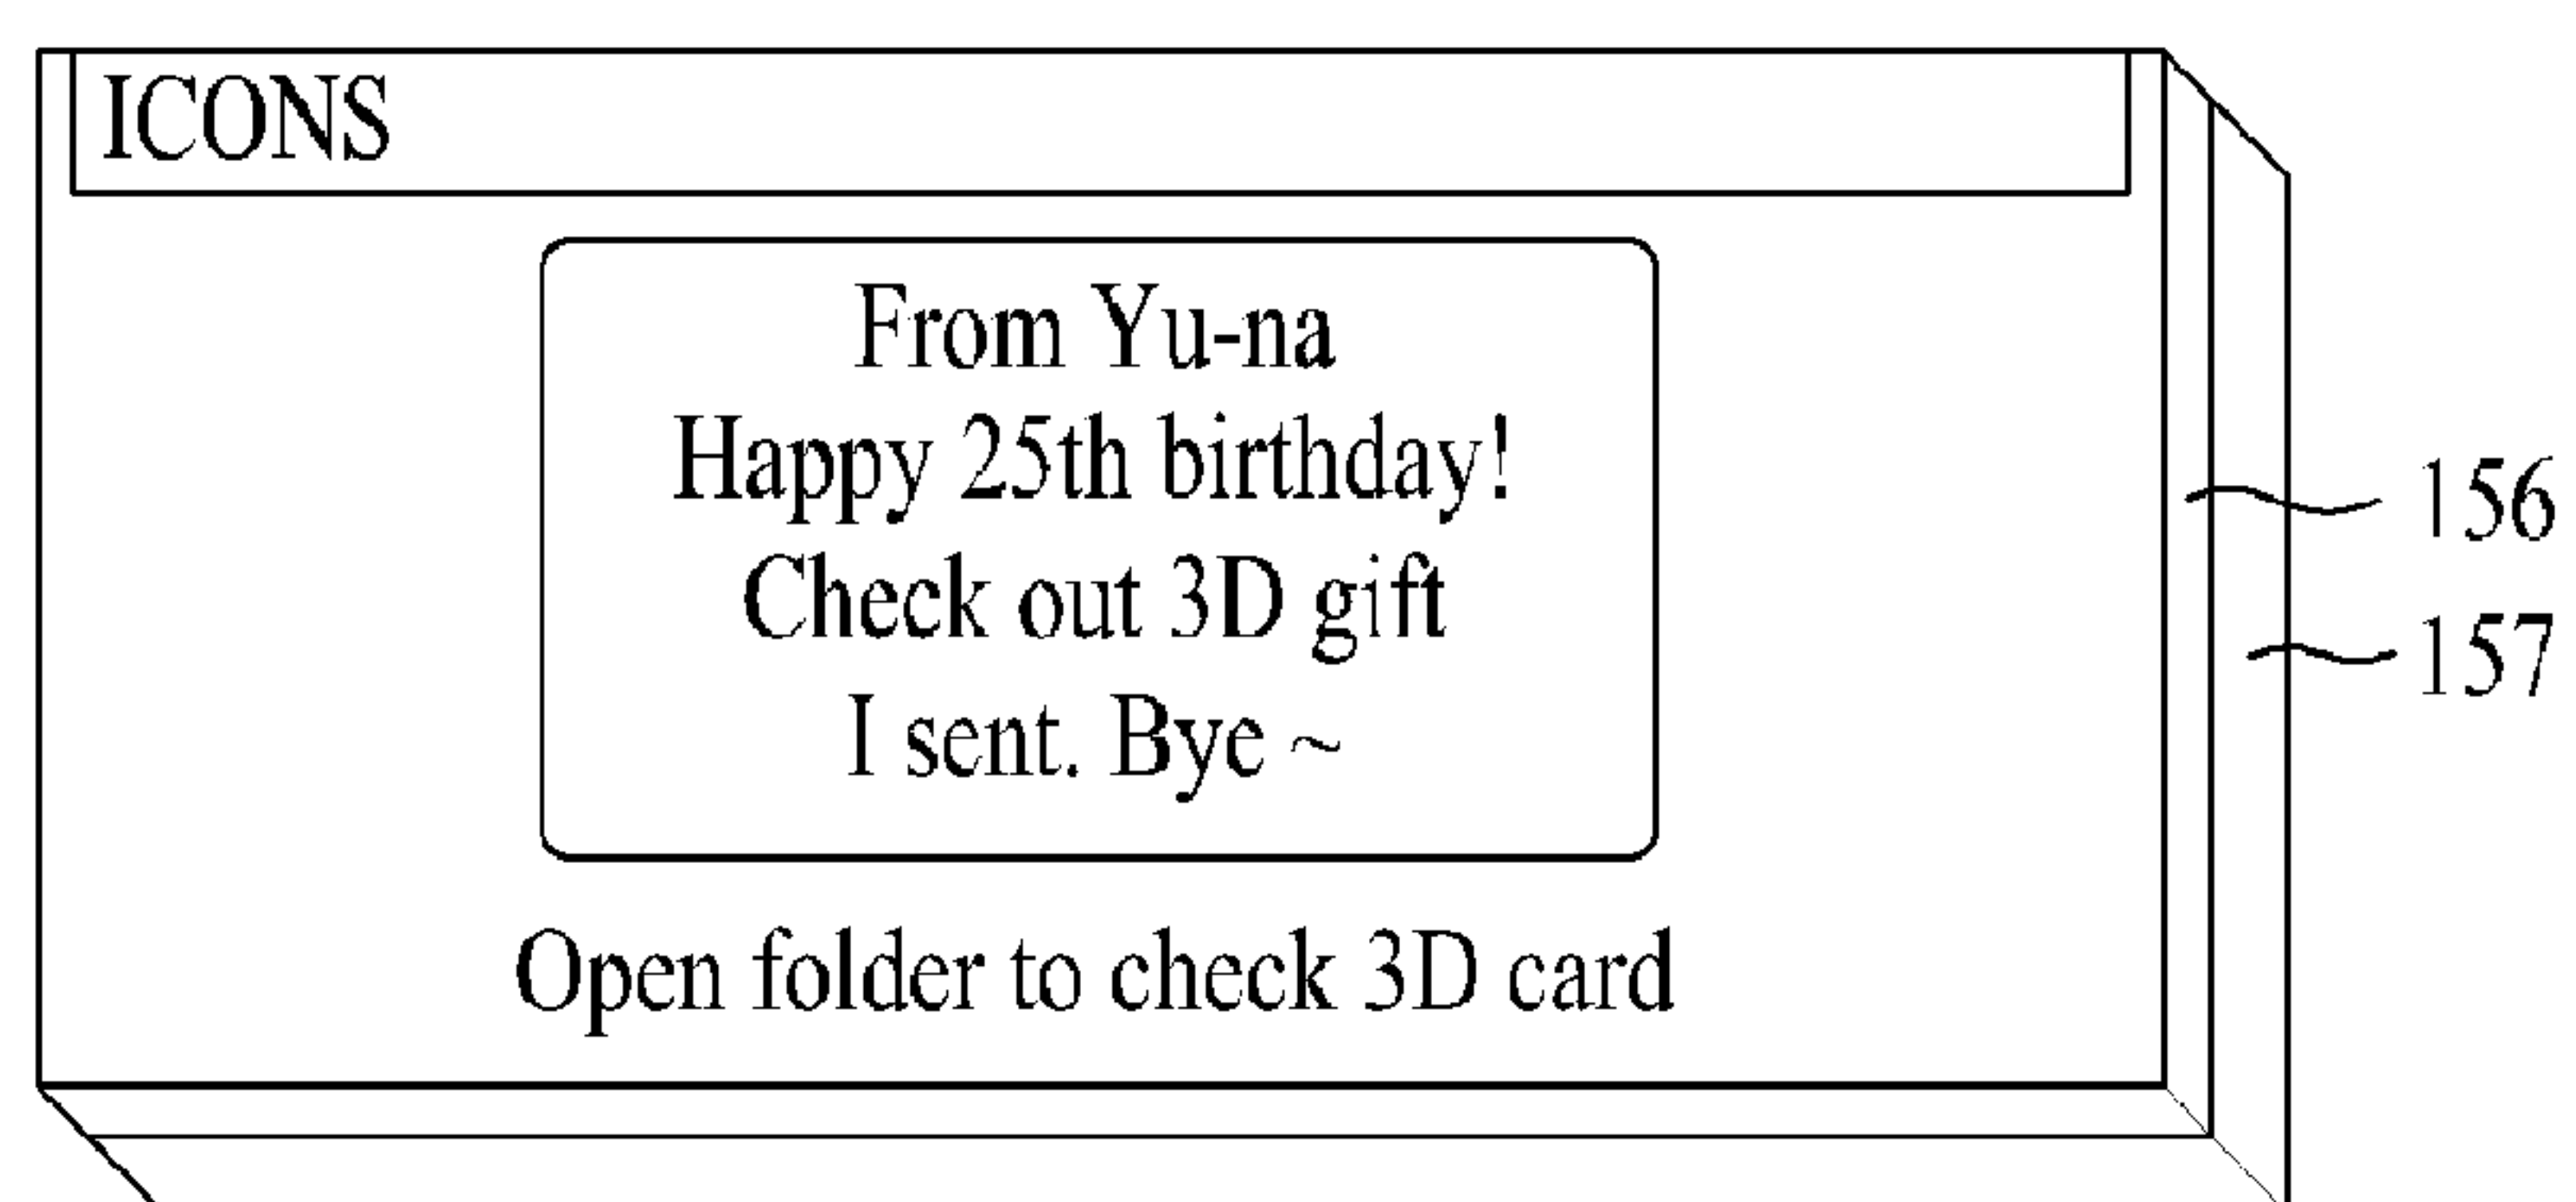 ICONS
From Yu-na
Happy 25th birthday!
Check out 3D gift
I sent. Bye ~
Open folder to check 3D card
156
157